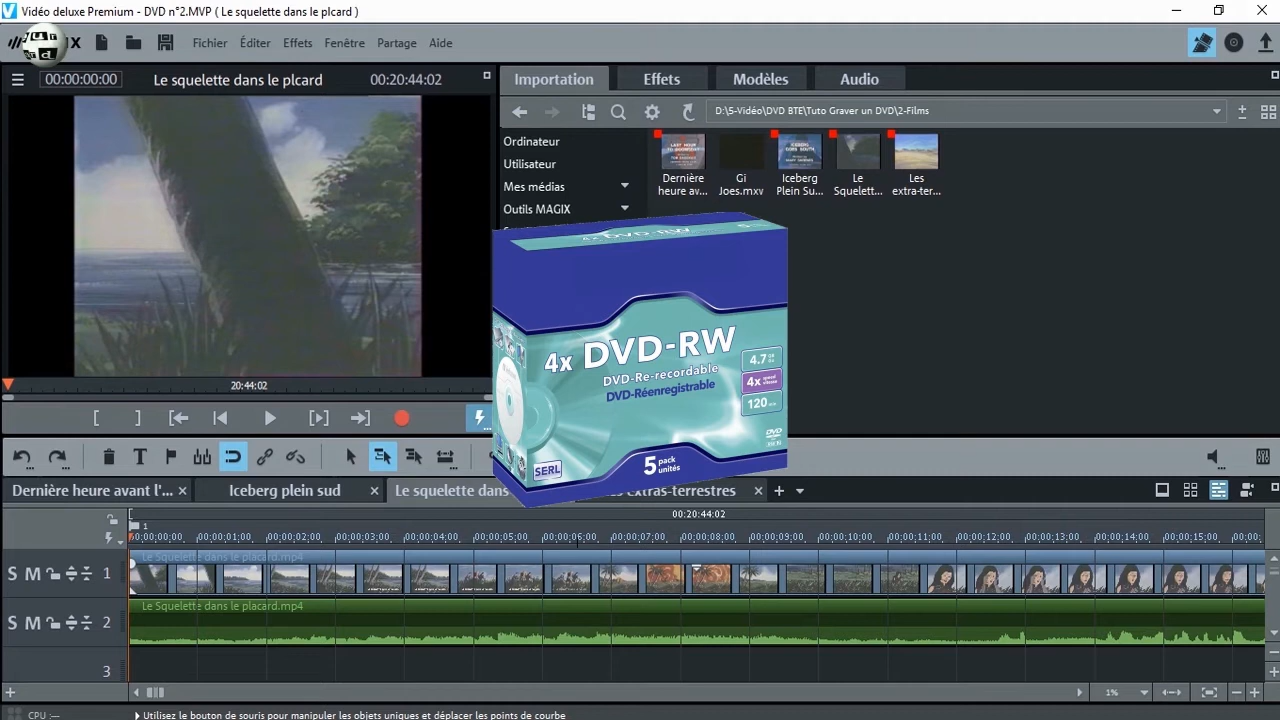 Vidéo deluxe Premium - DVD n°2.MVP ( Le squelette dans le plcard )
Fichier Éditer Effets Fenêtre Partage Aide
00:00:00:00 Le squelette dans le plcard 00:20:44:02
Importation Effets Modèles Audio
D:\5-Vidéo\DVD BTE\Tuto Graver un DVD\2-Films
Ordinateur
Utilisateur
Mes médias
Outils MAGIX
Dernière heure av...
Gi Joes.mxv
Iceberg Plein Su...
Le Squelett...
Les extra-ter...
4x DVD-RW
DVD-Re-recordable
DVD-Réenregistrable
4.7
4x
120 min
SERL
5 pack unités
20:44:02
Dernière heure avant l'... Iceberg plein sud Le squelette dans extras-terrestres
00:20:44:02
1
00:00:00:00 00:00:01:00 00:00:02:00 00:00:03:00 00:00:04:00 00:00:05:00 00:00:06:00 00:00:07:00 00:00:08:00 00:00:09:00 00:00:10:00 00:00:11:00 00:00:12:00 00:00:13:00 00:00:14:00 00:00:15:00 00:00:
Le Squelette dans le placard.mp4
S M 1
Le Squelette dans le placard.mp4
S M 2
3
1%
CPU :--- Utilisez le bouton de souris pour manipuler les objets uniques et déplacer les points de courbe